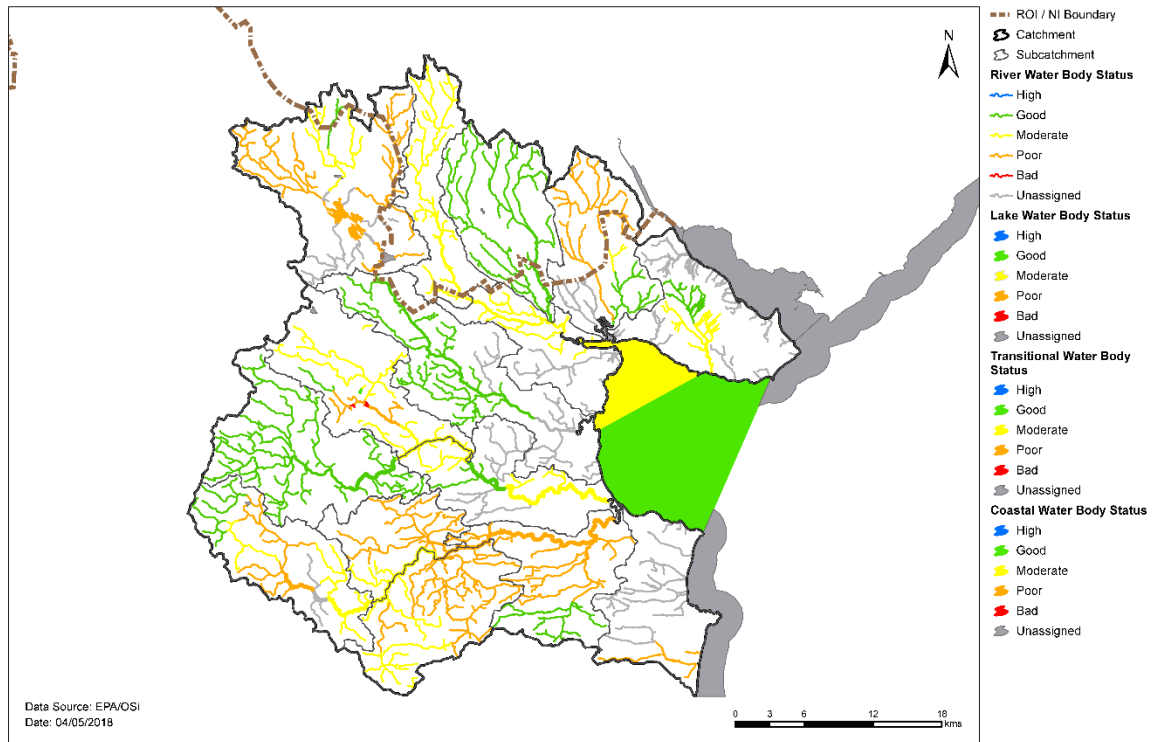 ROI / NI Boundary
Catchment
Subcatchment
River Water Body Status
High
Good
Moderate
Poor
Bad
Unassigned
Lake Water Body Status
High
Good
Moderate
Poor
Bad
Unassigned
Transitional Water Body
Status
High
Good
Moderate
Poor
Bad
Unassigned
Coastal Water Body Status
High
Good
Moderate
Poor
Bad
Unassigned
N
Data Source: EPA/OSi
Date: 04/05/2018
0 3 6 12 18
kms